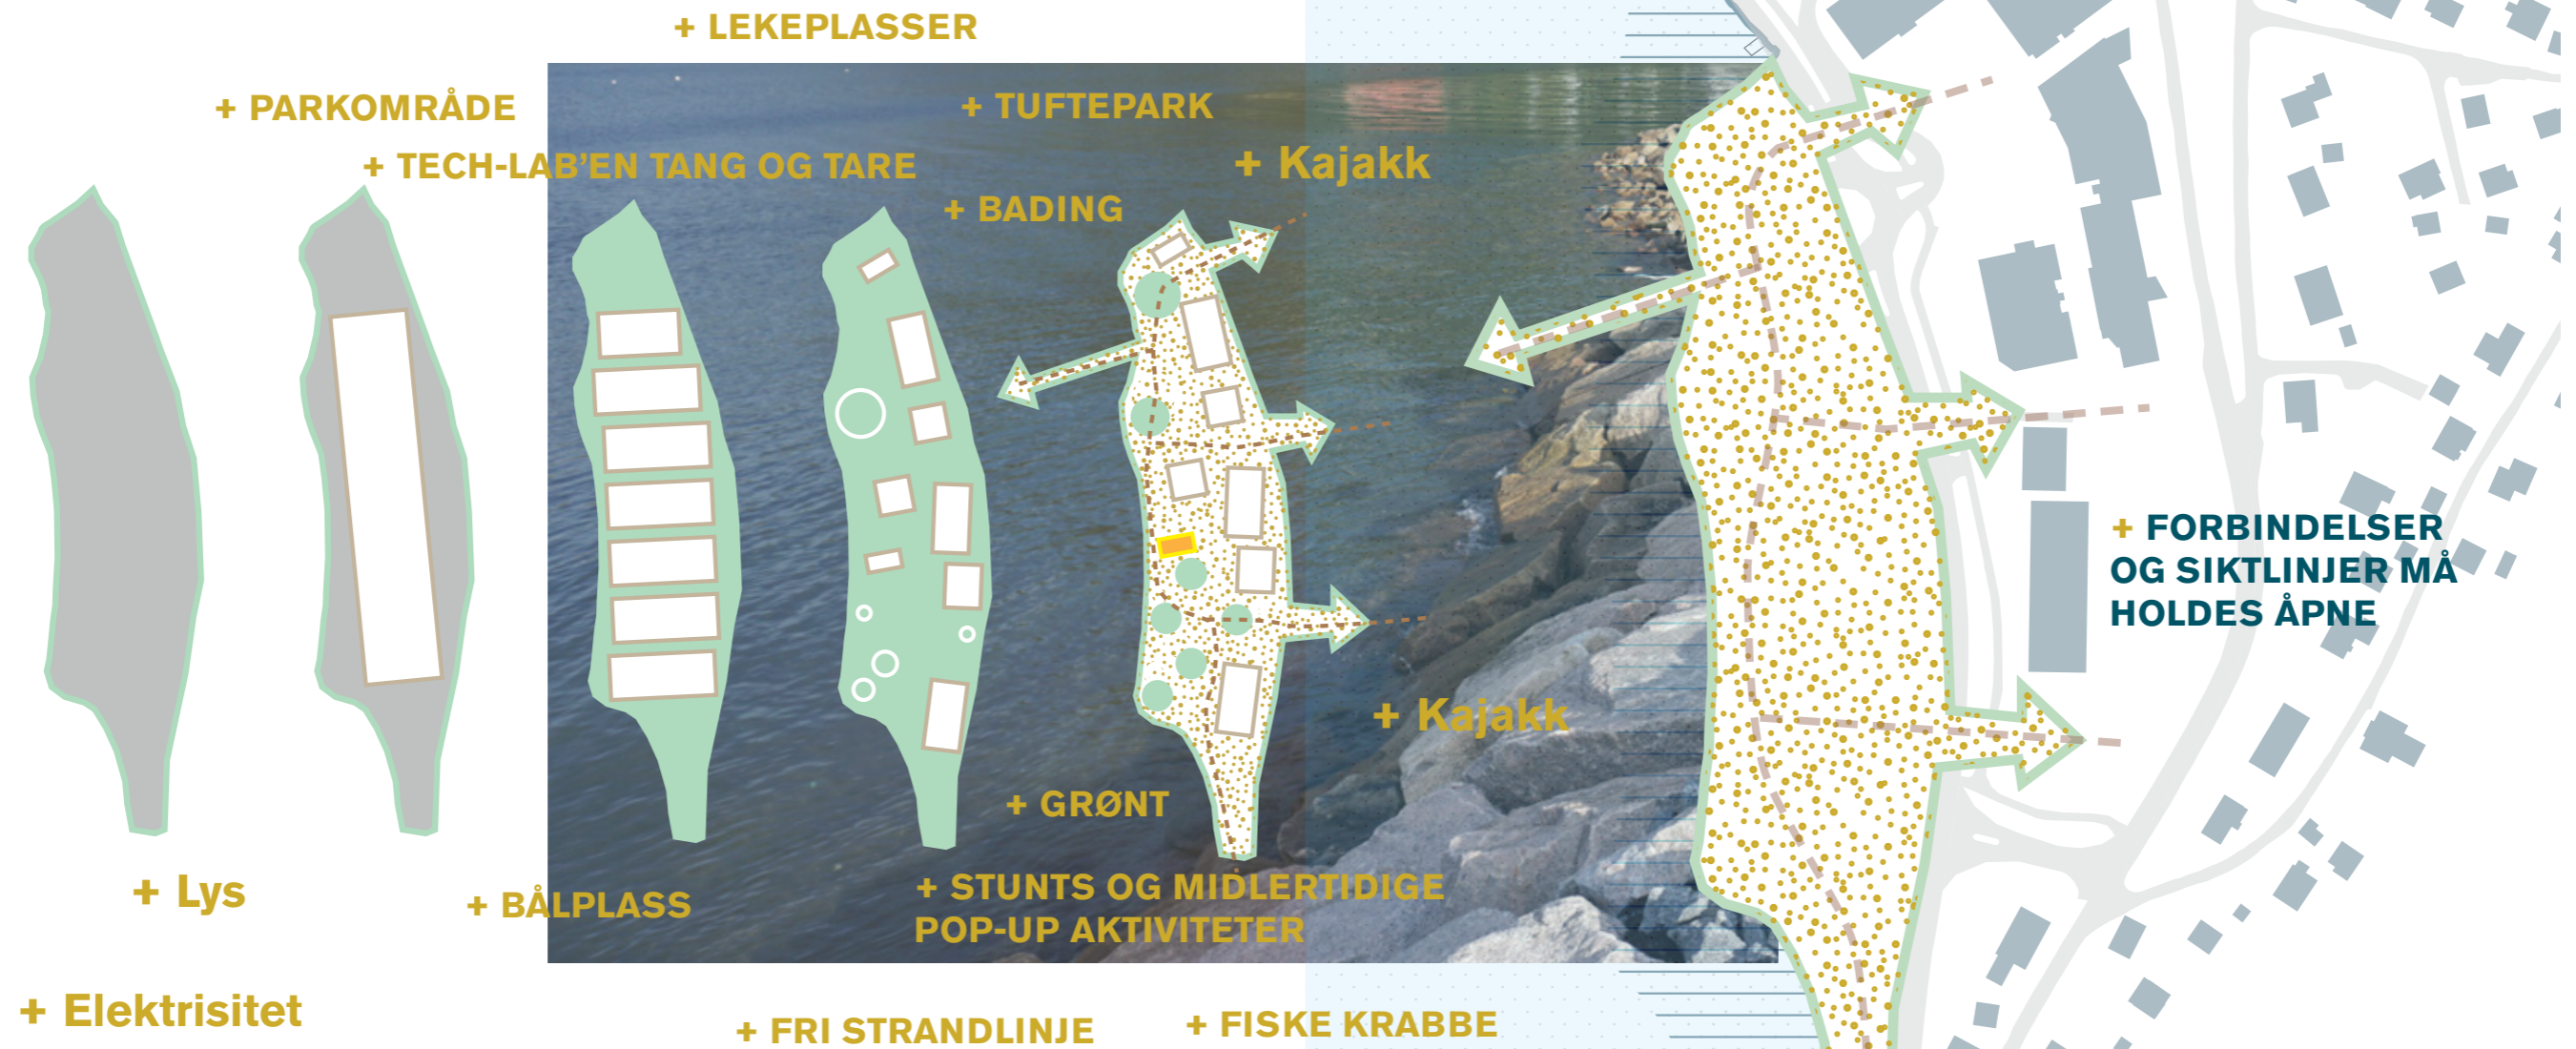 + LEKEPLASSER
+ PARKOMRÅDE
+ TUFTEPARK
+ TECH-LAB'EN TANG OG TARE
+ Kajakk
+ BADING
+ FORBINDELSER
OG SIKTLINJER MÅ
HOLDES ÅPNE
+ Kajakk
+ GRØNT
+ Lys
+ BÅLPLASS
+ STUNTS OG MIDLERTIDIGE
POP-UP AKTIVITETER
+ Elektrisitet
+ FRI STRANDLINJE
+ FISKE KRABBE